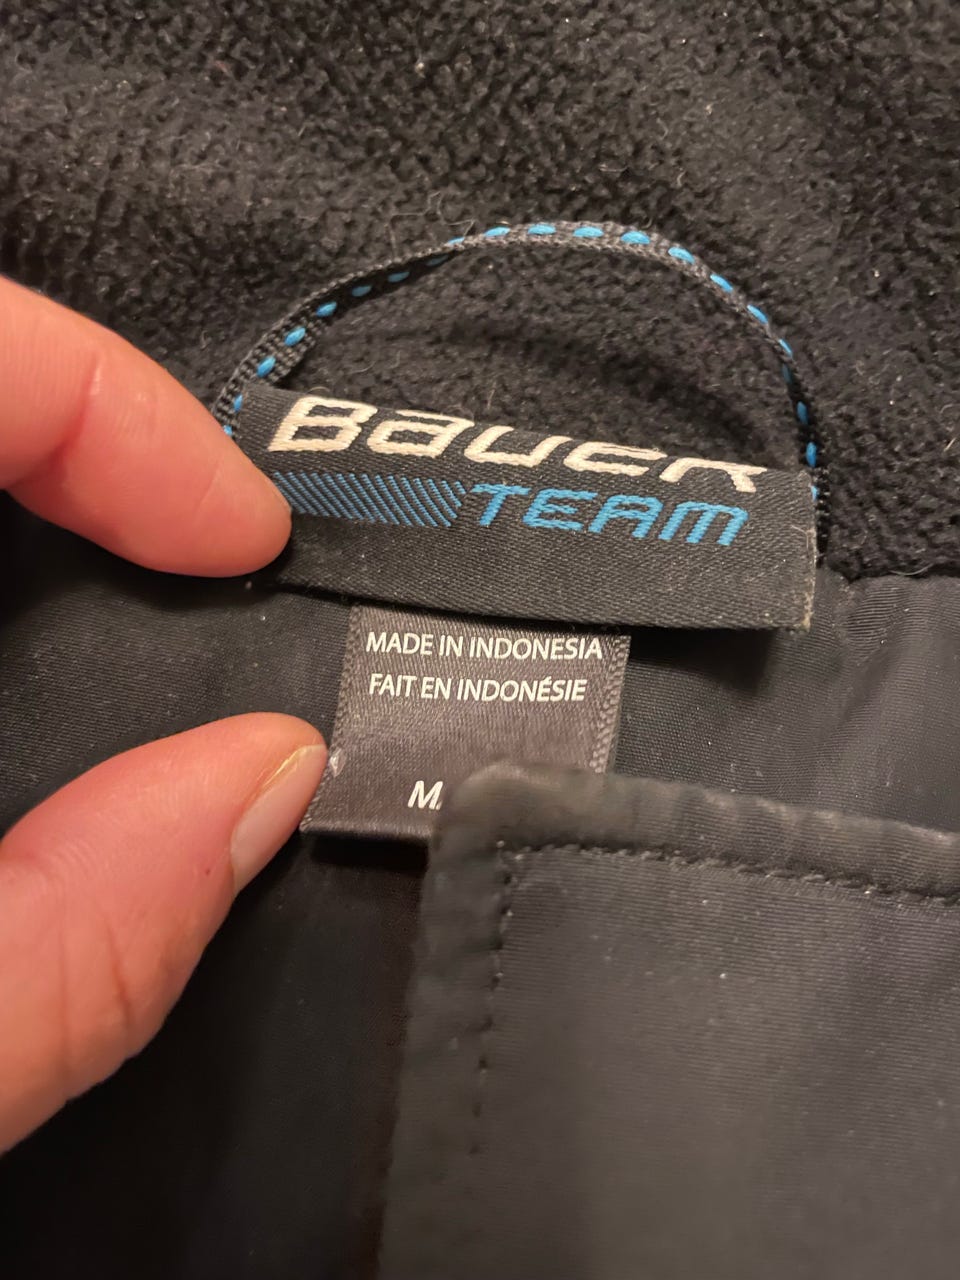 BAUER
TEAM
MADE IN INDONESIA
FAIT EN INDONÉSIE